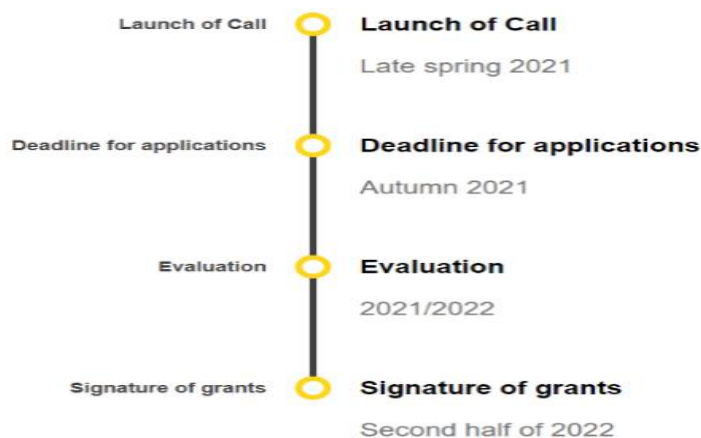 Launch of Call
Launch of Call
Late spring 2021
Deadline for applications
Deadline for applications
Autumn 2021
Evaluation
Evaluation
2021/2022
Signature of grants
Signature of grants
Second half of 2022